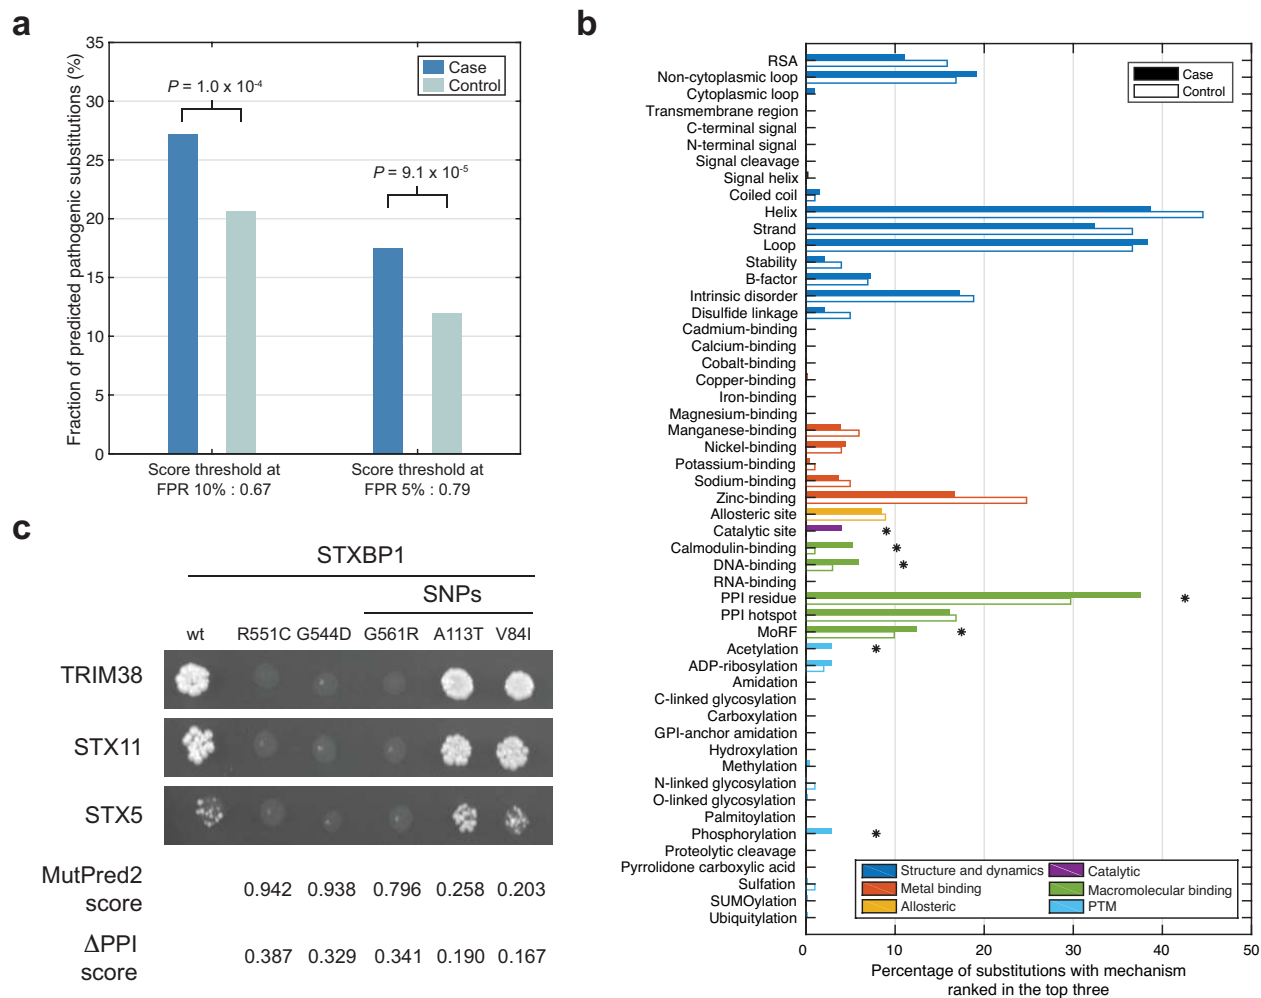 a
35
30
25
20
15
10
5
0
Fraction of predicted pathogenic substitutions (%)
Case
Control
P = 1.0 x 10⁻⁴
P = 9.1 x 10⁻⁵
Score threshold at
FPR 10% : 0.67
Score threshold at
FPR 5% : 0.79
b
RSA
Non-cytoplasmic loop
Cytoplasmic loop
Transmembrane region
C-terminal signal
N-terminal signal
Signal cleavage
Signal helix
Coiled coil
Helix
Strand
Loop
Stability
B-factor
Intrinsic disorder
Disulfide linkage
Cadmium-binding
Calcium-binding
Cobalt-binding
Copper-binding
Iron-binding
Magnesium-binding
Manganese-binding
Nickel-binding
Potassium-binding
Sodium-binding
Zinc-binding
Allosteric site
Catalytic site *
Calmodulin-binding *
DNA-binding *
RNA-binding
PPI residue *
PPI hotspot
MoRF *
Acetylation *
ADP-ribosylation
Amidation
C-linked glycosylation
Carboxylation
GPI-anchor amidation
Hydroxylation
Methylation
N-linked glycosylation
O-linked glycosylation
Palmitoylation
Phosphorylation *
Proteolytic cleavage
Pyrrolidone carboxylic acid
Sulfation
SUMOylation
Ubiquitylation
Case
Control
Structure and dynamics
Metal binding
Allosteric
Catalytic
Macromolecular binding
PTM
0 10 20 30 40 50
Percentage of substitutions with mechanism
ranked in the top three
c
STXBP1
SNPs
wt R551C G544D G561R A113T V84I
TRIM38
STX11
STX5
MutPred2
score
0.942 0.938 0.796 0.258 0.203
ΔPPI
score
0.387 0.329 0.341 0.190 0.167